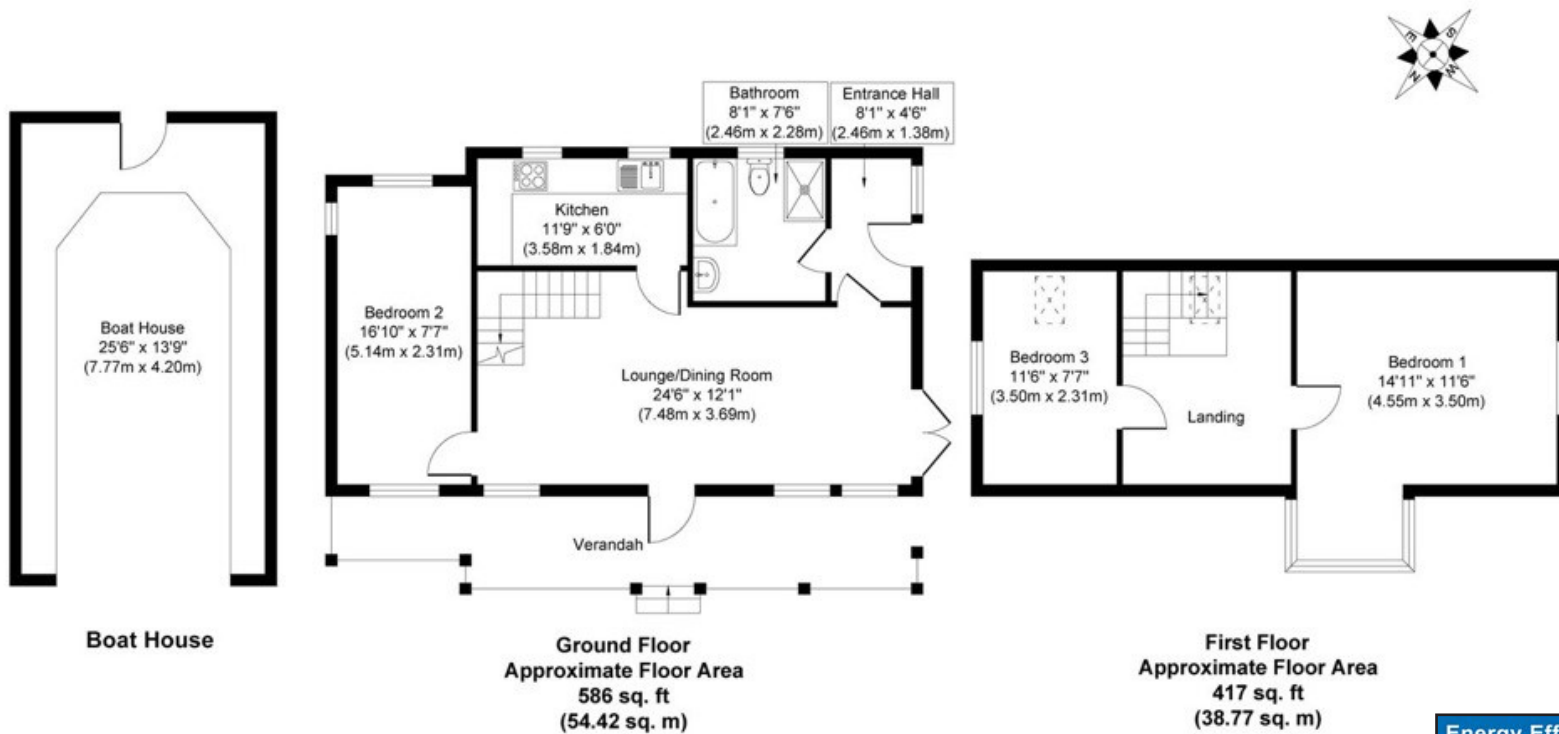 E
S
N
W
Bathroom
8'1" x 7'6"
(2.46m x 2.28m)
Entrance Hall
8'1" x 4'6"
(2.46m x 1.38m)
Kitchen
11'9" x 6'0"
(3.58m x 1.84m)
Boat House
25'6" x 13'9"
(7.77m x 4.20m)
Bedroom 2
16'10" x 7'7"
(5.14m x 2.31m)
Lounge/Dining Room
24'6" x 12'1"
(7.48m x 3.69m)
Bedroom 3
11'6" x 7'7"
(3.50m x 2.31m)
Landing
Bedroom 1
14'11" x 11'6"
(4.55m x 3.50m)
Verandah
Boat House
Ground Floor
Approximate Floor Area
586 sq. ft
(54.42 sq. m)
First Floor
Approximate Floor Area
417 sq. ft
(38.77 sq. m)
Energy Eff